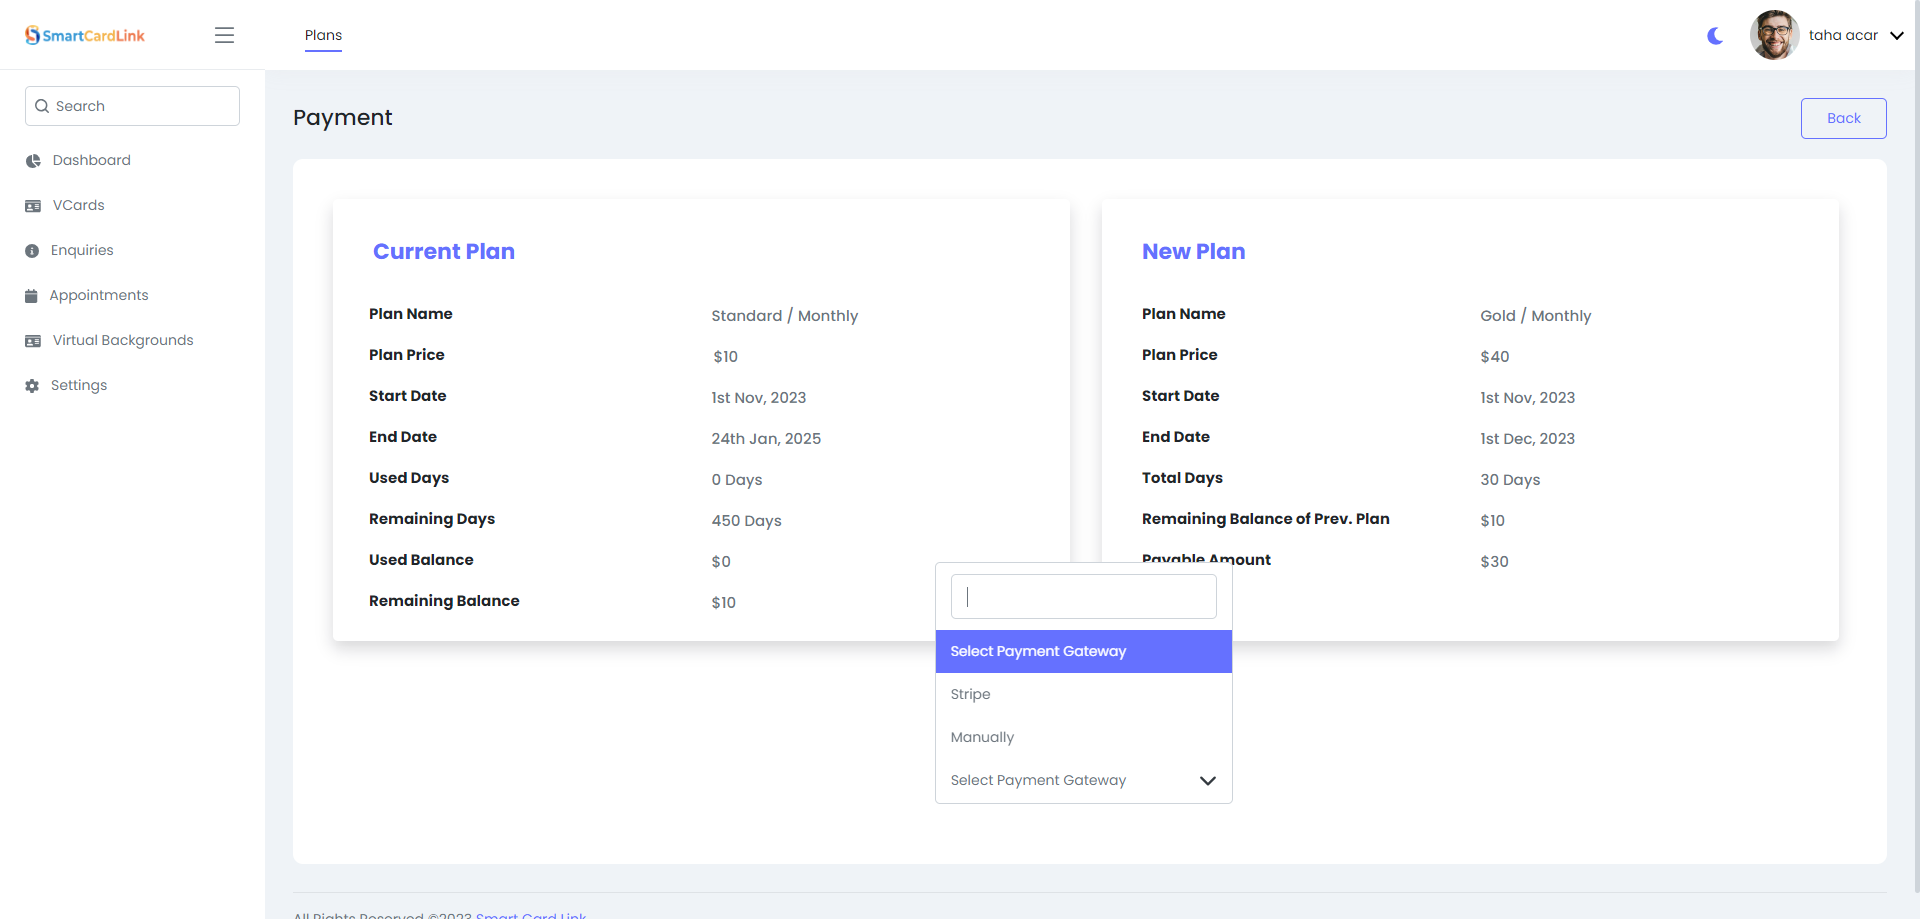 SmartCardLink
Plans
taha acar
Search
Dashboard
VCards
Enquiries
Appointments
Virtual Backgrounds
Settings
Payment
Back
Current Plan
Plan Name Standard / Monthly
Plan Price $10
Start Date 1st Nov, 2023
End Date 24th Jan, 2025
Used Days 0 Days
Remaining Days 450 Days
Used Balance $0
Remaining Balance $10
New Plan
Plan Name Gold / Monthly
Plan Price $40
Start Date 1st Nov, 2023
End Date 1st Dec, 2023
Total Days 30 Days
Remaining Balance of Prev. Plan $10
Payable Amount $30
Select Payment Gateway
Stripe
Manually
Select Payment Gateway
All Rights Reserved ©2023 Smart Card Link